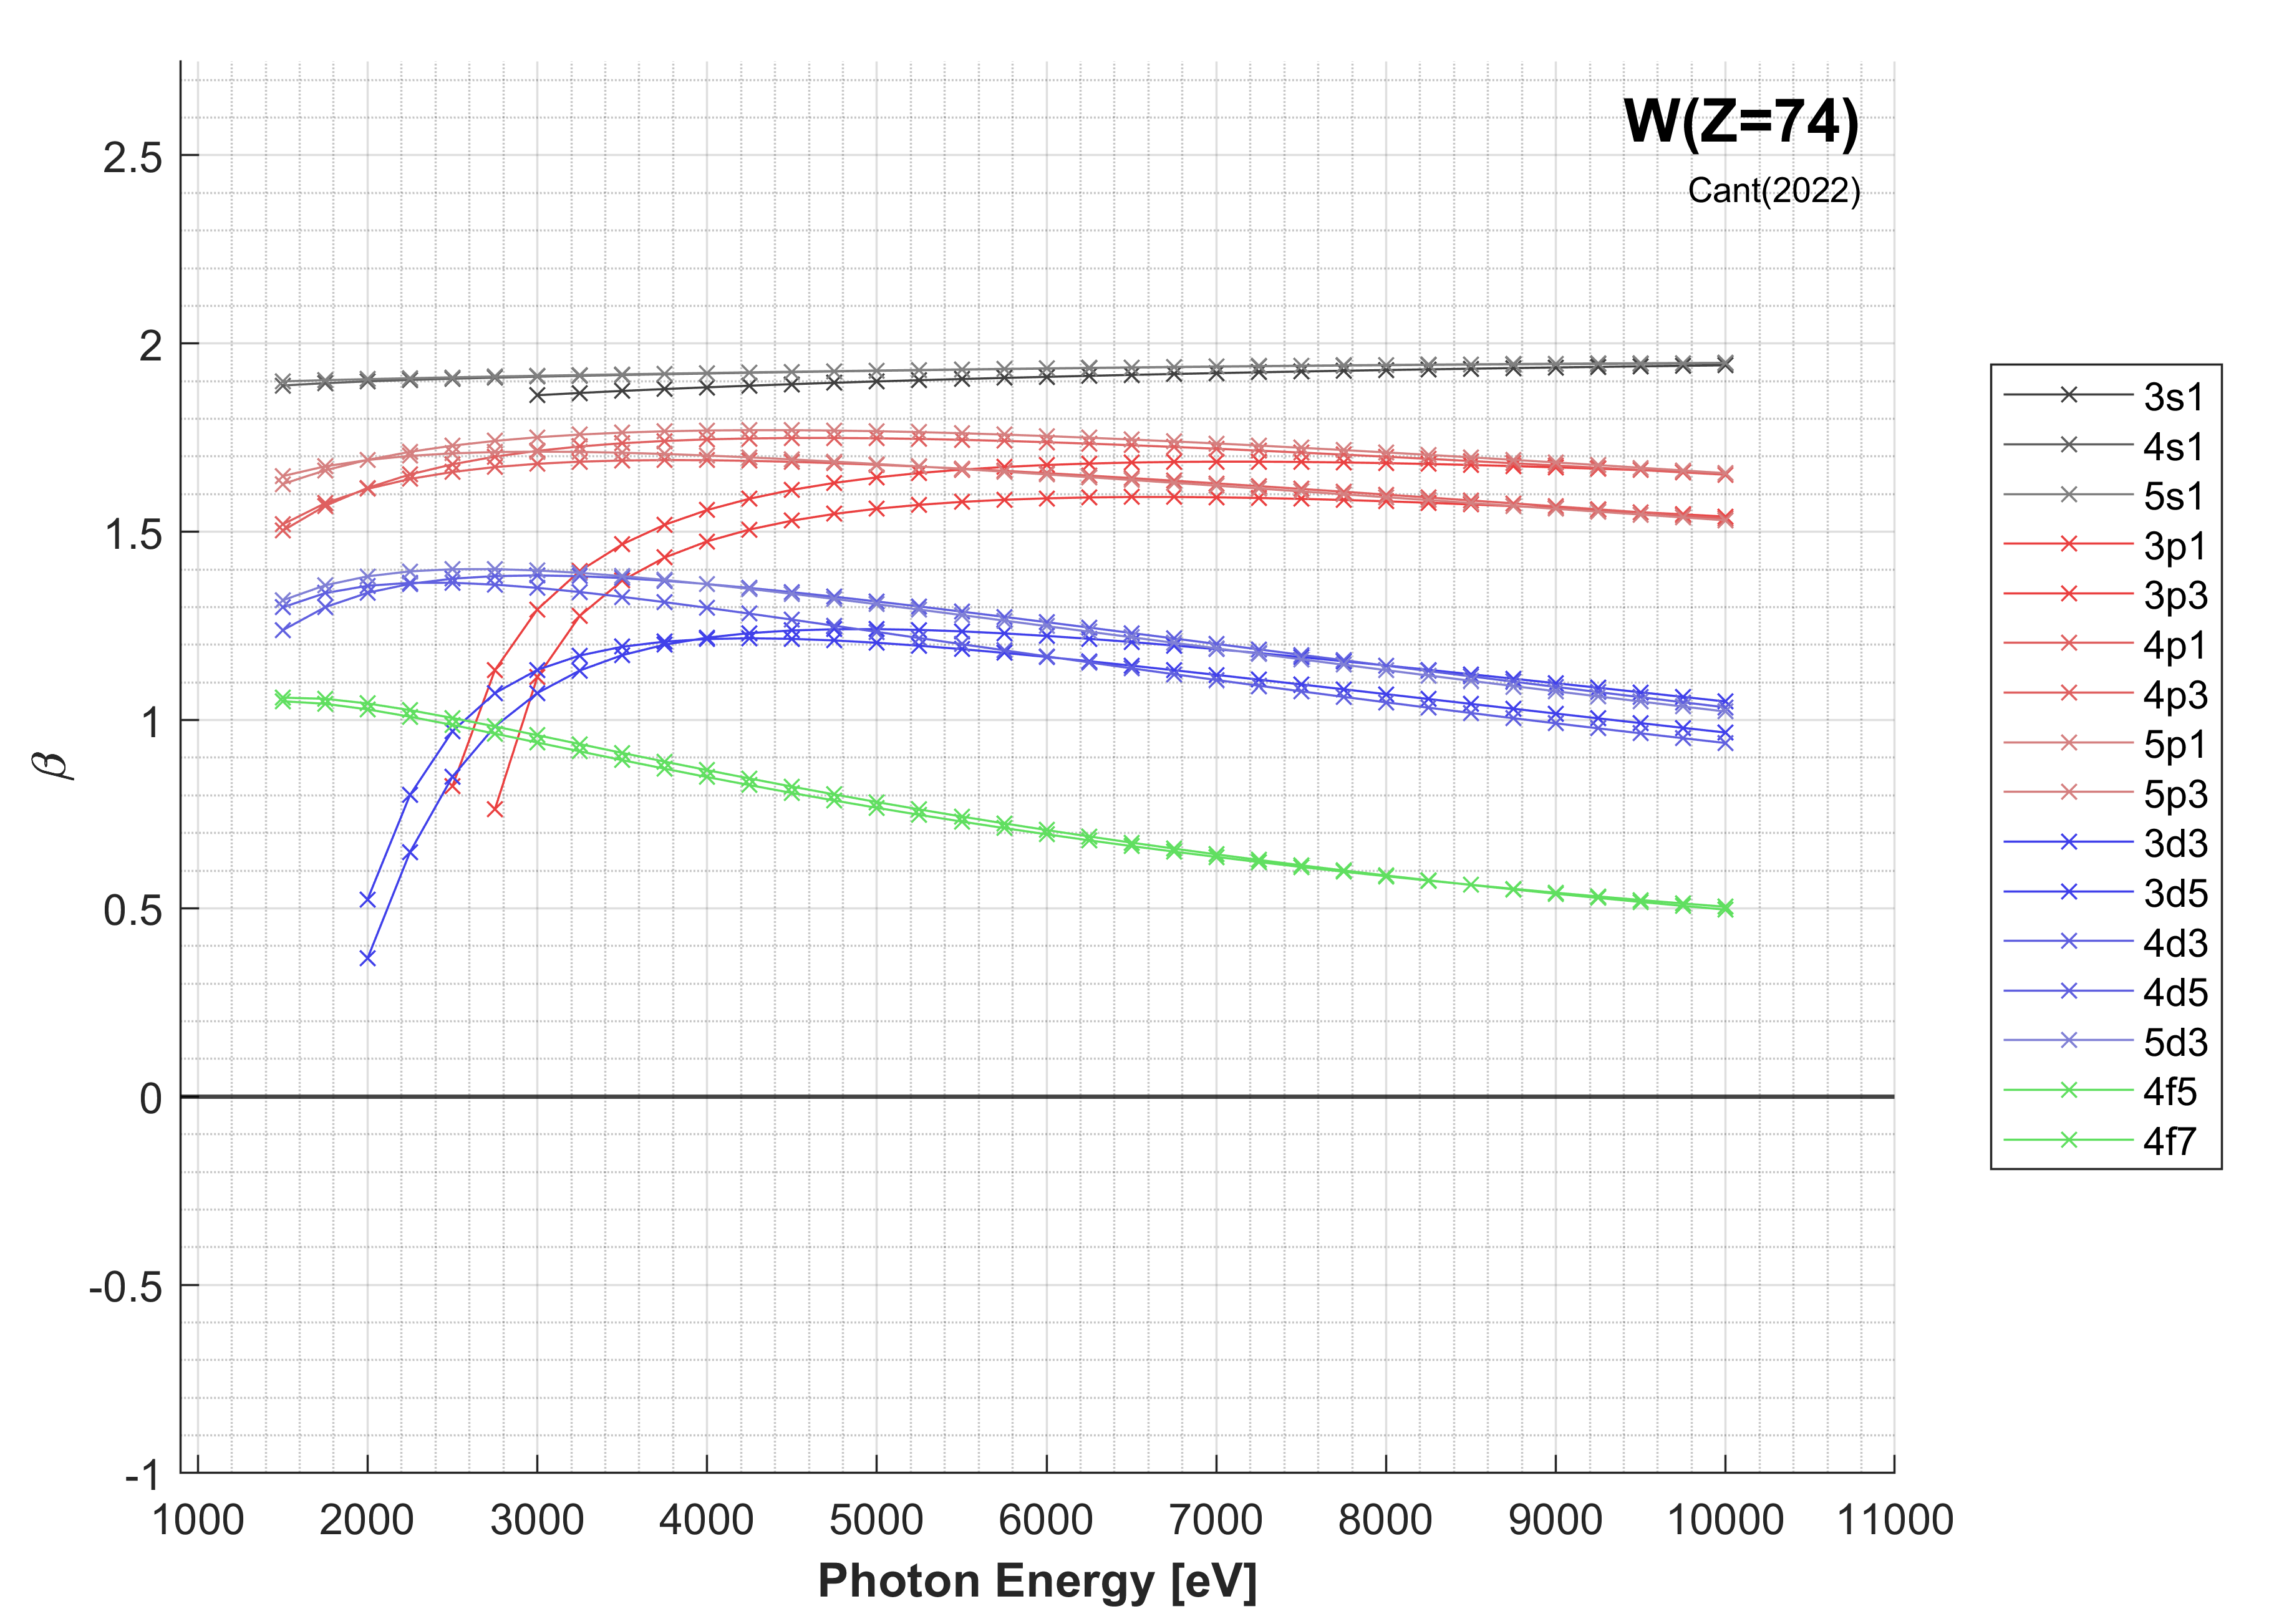 W(Z=74)
Cant(2022)
2.5
2
1.5
1
0.5
0
-0.5
-1
β
1000 2000 3000 4000 5000 6000 7000 8000 9000 10000 11000
Photon Energy [eV]
3s1
4s1
5s1
3p1
3p3
4p1
4p3
5p1
5p3
3d3
3d5
4d3
4d5
5d3
4f5
4f7